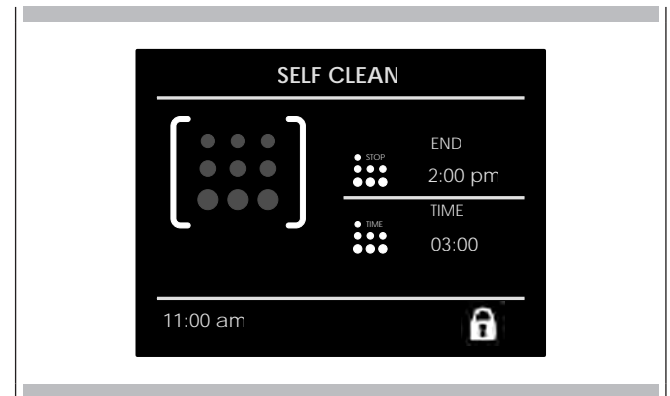 SELF CLEAN
STOP
END
2:00 pm
TIME
TIME
03:00
11:00 am